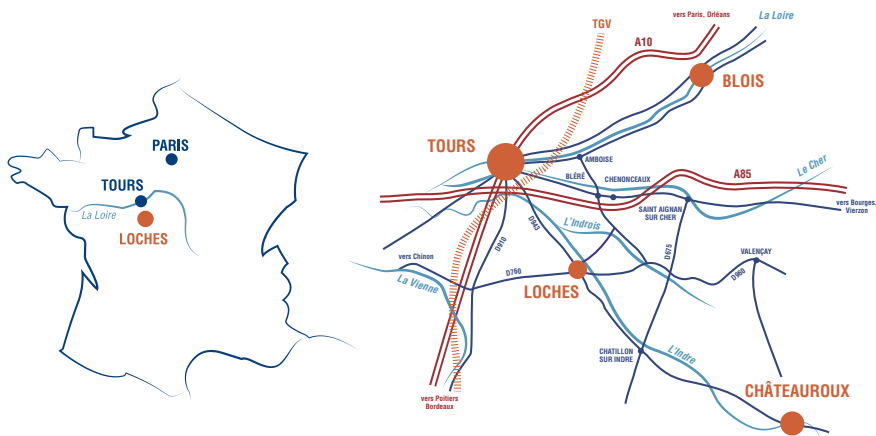 PARIS
TOURS
La Loire
LOCHES
TGV
vers Paris, Orléans
La Loire
A10
BLOIS
TOURS
AMBOISE
BLÉRÉ
CHENONCEAUX
A85
Le Cher
SAINT AIGNAN
SUR CHER
vers Bourges,
Vierzon
L'Indrois
D943
D910
D675
VALENÇAY
vers Chinon
D760
D960
La Vienne
LOCHES
CHATILLON
SUR INDRE
L'Indre
CHÂTEAUROUX
vers Poitiers
Bordeaux